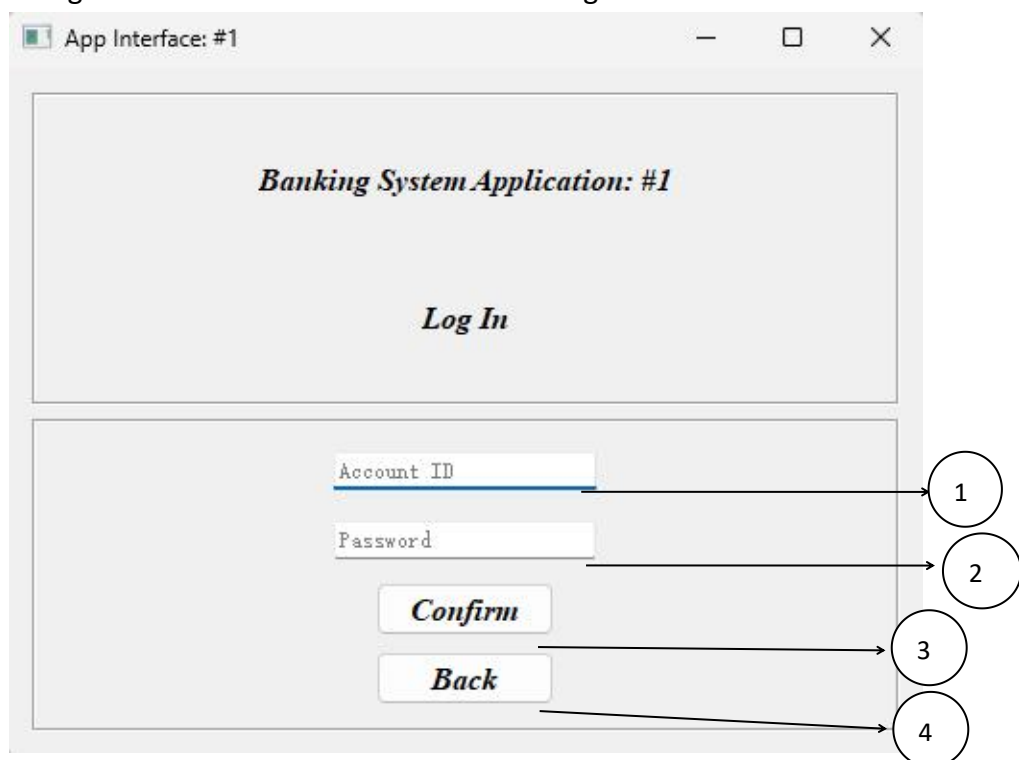 App Interface: #1
Banking System Application: #1
Log In
Account ID
1
Password
2
Confirm
3
Back
4